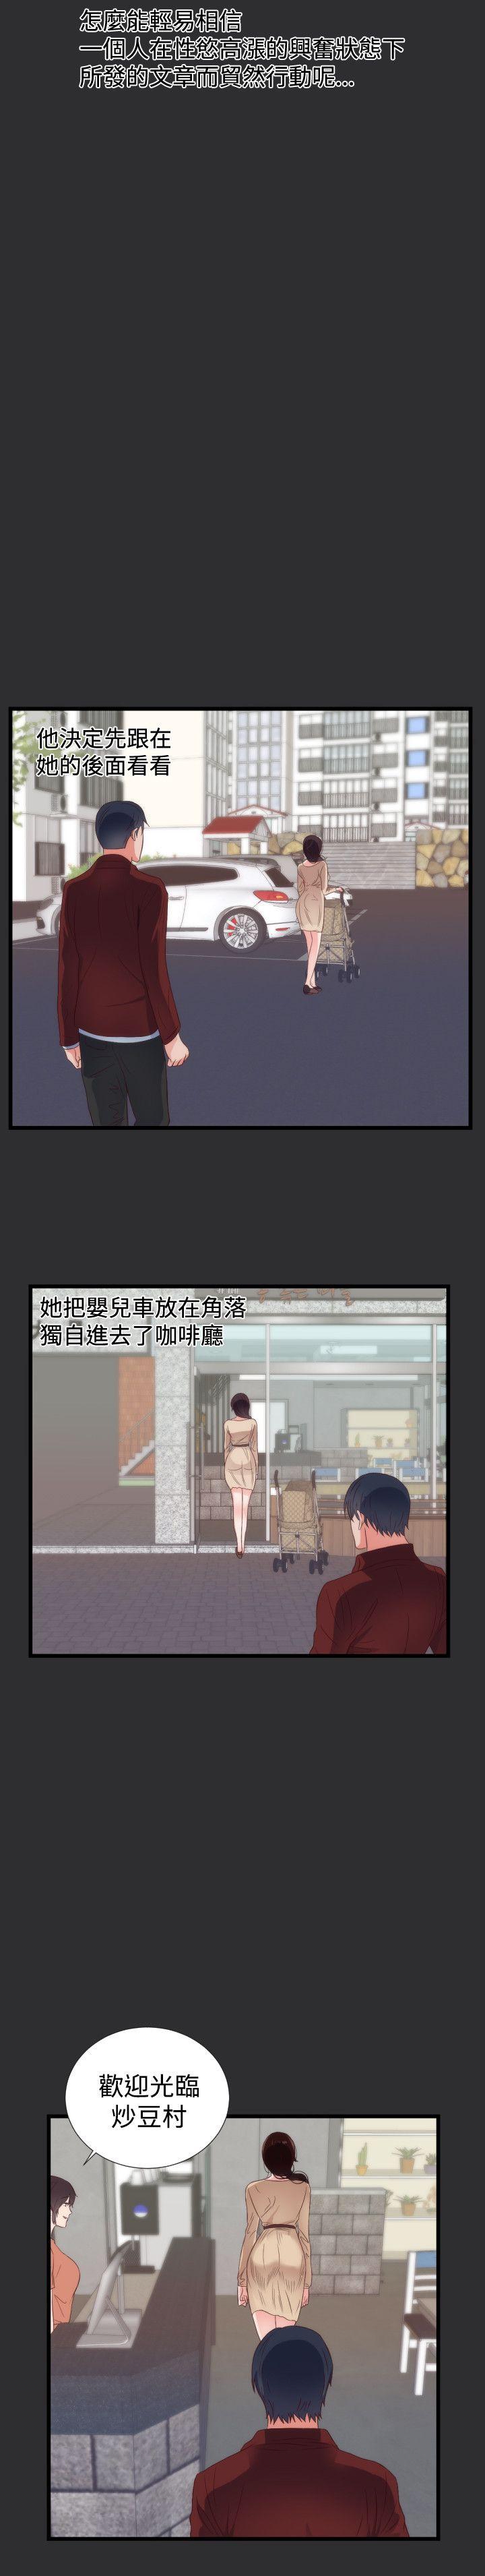 怎麼能輕易相信
一個人在性慾高漲的興奮狀態下
所發的文章而貿然行動呢...
他決定先跟在
她的後面看看
她把嬰兒車放在角落
獨自進去了咖啡廳
歡迎光臨
炒豆村